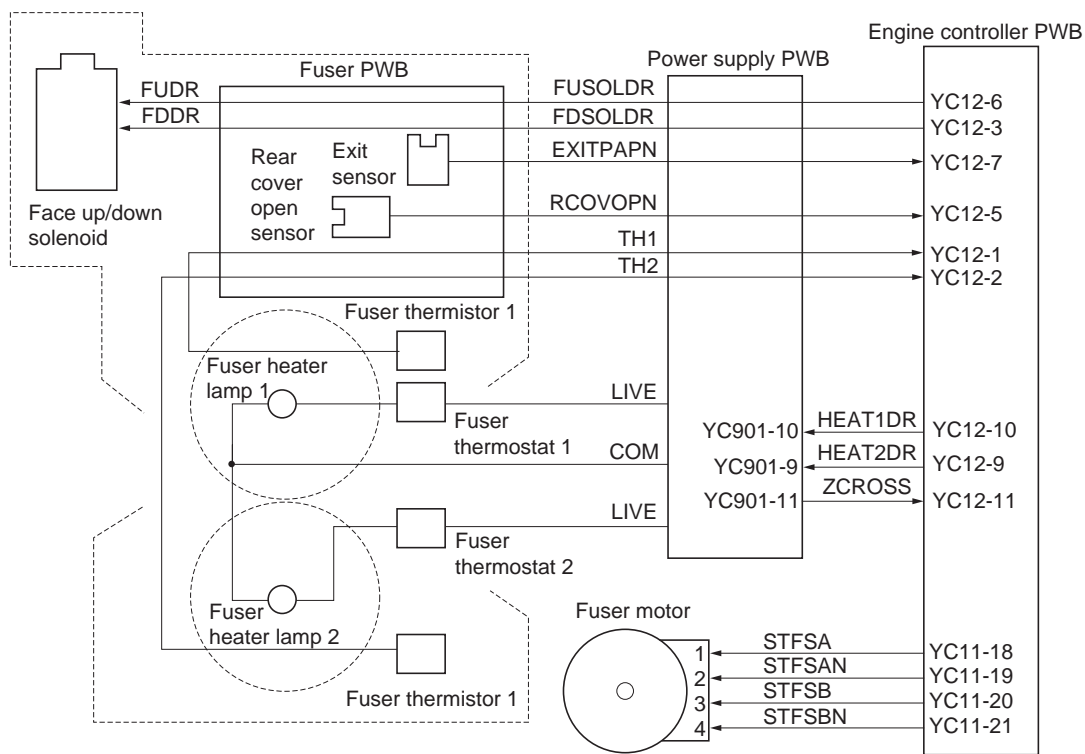 Engine controller PWB
Power supply PWB
Fuser PWB
FUDR
FUSOLDR
YC12-6
FDDR
FDSOLDR
YC12-3
EXITPAPN
YC12-7
Rear
cover
open
sensor
Exit
sensor
RCOVOPN
YC12-5
Face up/down
solenoid
TH1
YC12-1
TH2
YC12-2
Fuser thermistor 1
Fuser heater
lamp 1
LIVE
Fuser
thermostat 1
COM
YC901-10
HEAT1DR
YC12-10
YC901-9
HEAT2DR
YC12-9
YC901-11
ZCROSS
YC12-11
LIVE
Fuser
thermostat 2
Fuser
heater lamp 2
Fuser thermistor 1
Fuser motor
1
STFSA
YC11-18
2
STFSAN
YC11-19
3
STFSB
YC11-20
4
STFSBN
YC11-21